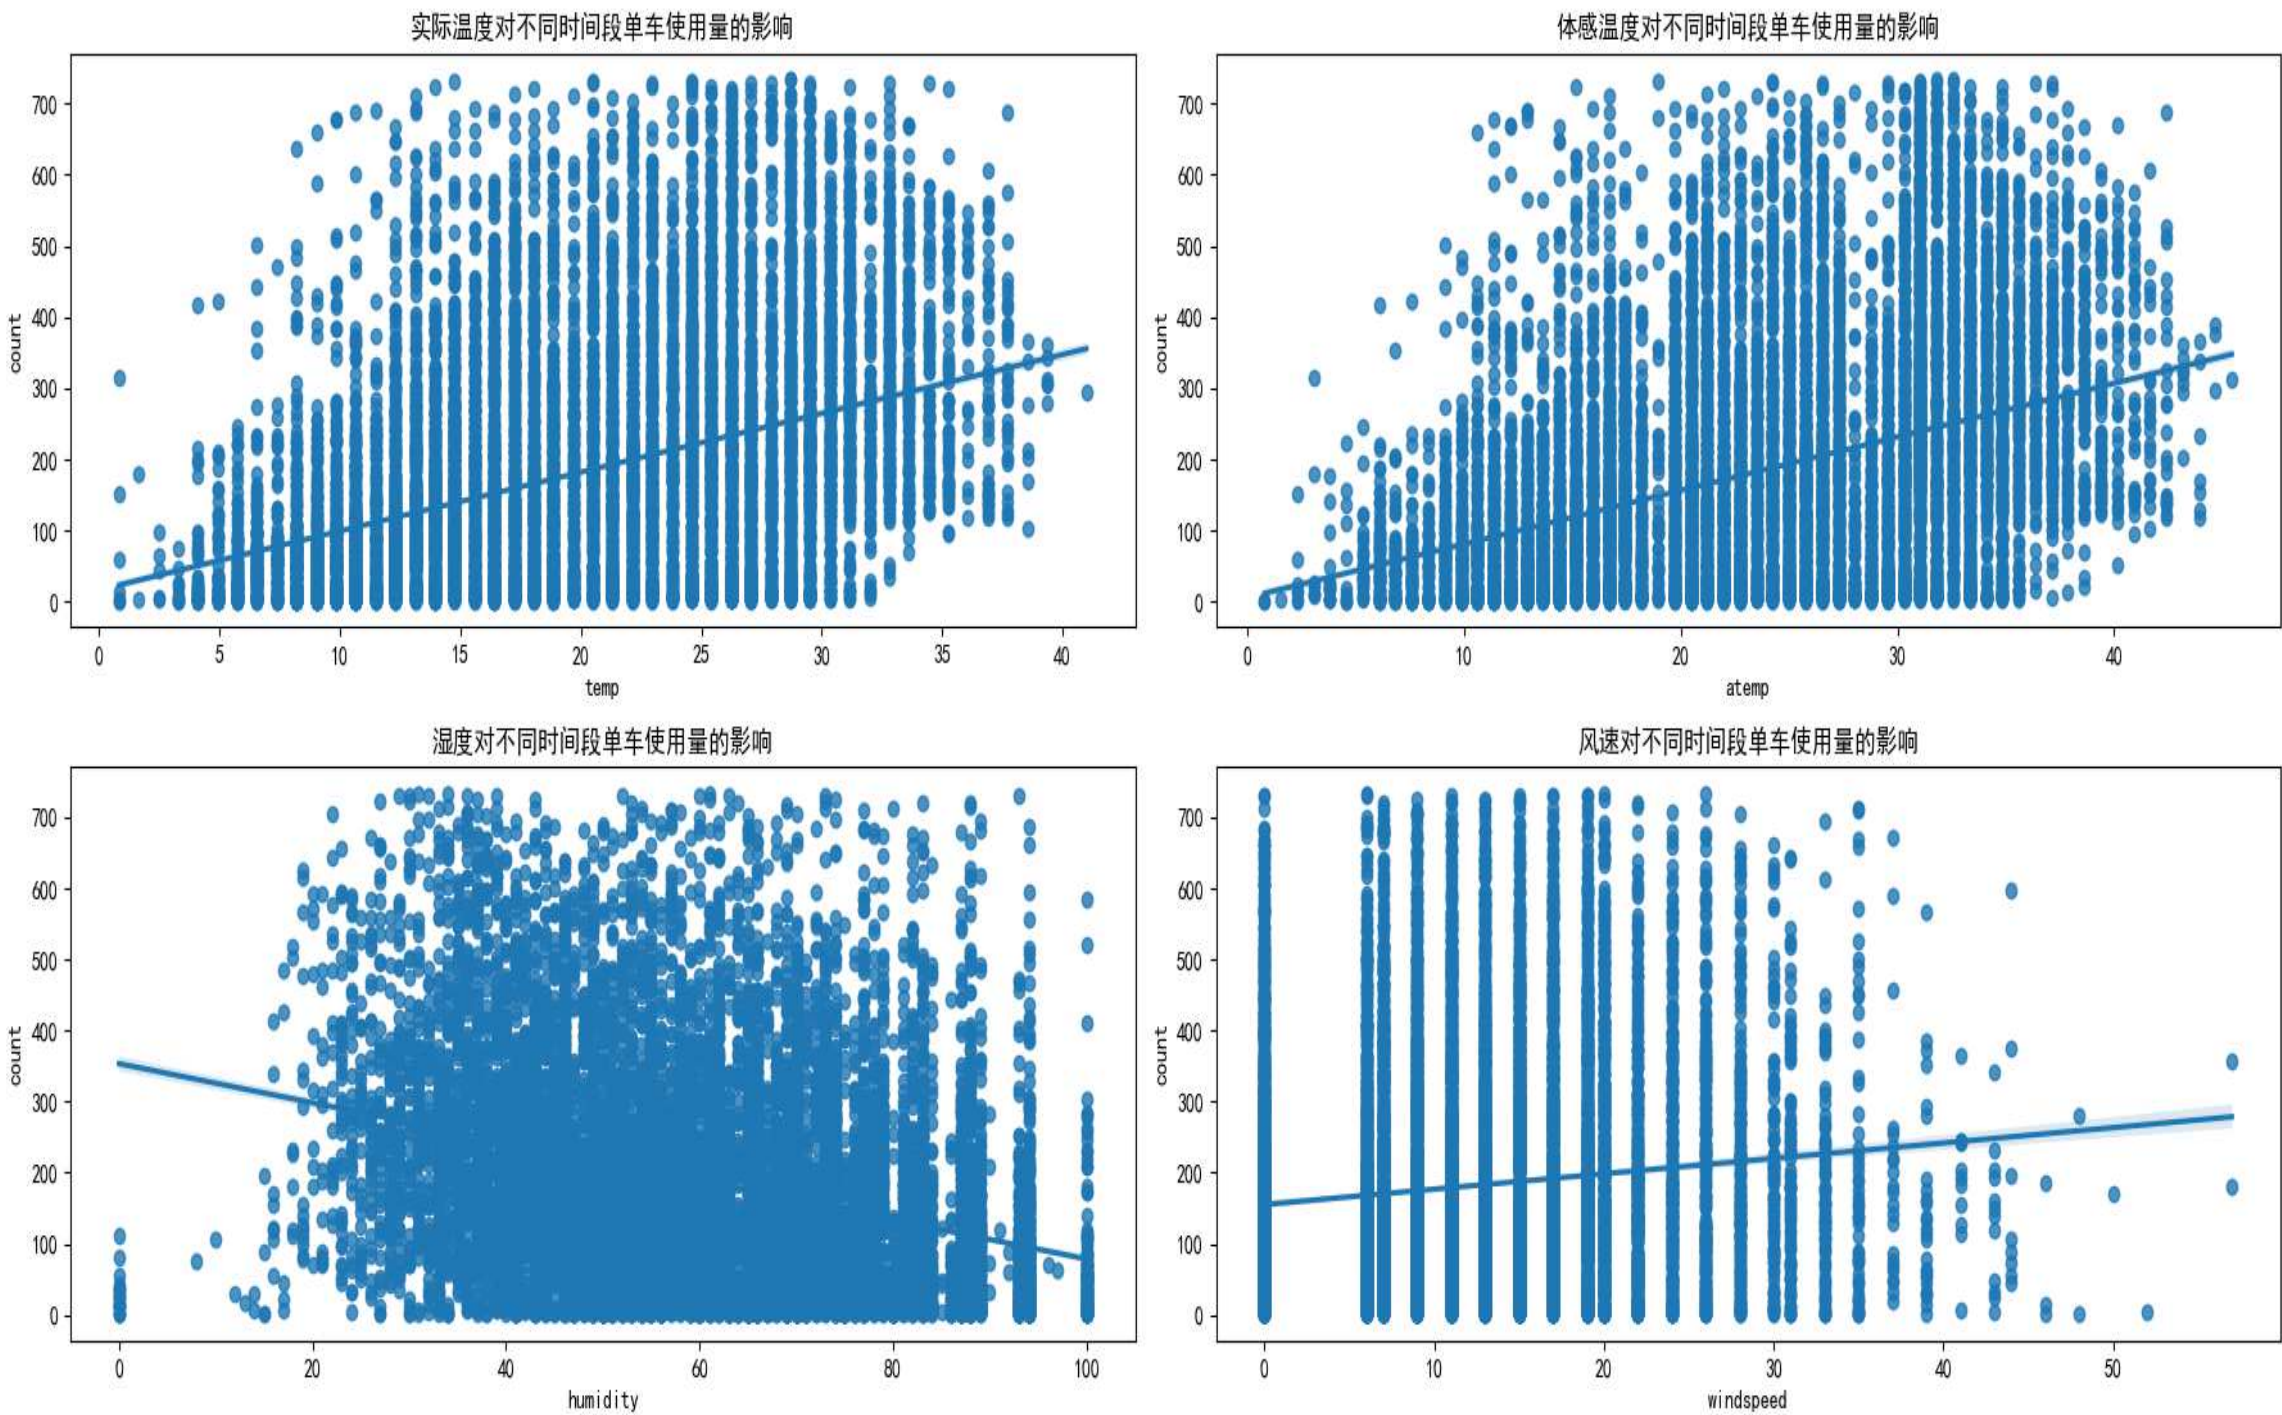 实际温度对不同时间段单车使用量的影响
700
600
500
400
300
200
100
0
count
0 5 10 15 20 25 30 35 40
temp
体感温度对不同时间段单车使用量的影响
700
600
500
400
300
200
100
0
count
0 10 20 30 40
atemp
湿度对不同时间段单车使用量的影响
700
600
500
400
300
200
100
0
count
0 20 40 60 80 100
humidity
风速对不同时间段单车使用量的影响
700
600
500
400
300
200
100
0
count
0 10 20 30 40 50
windspeed